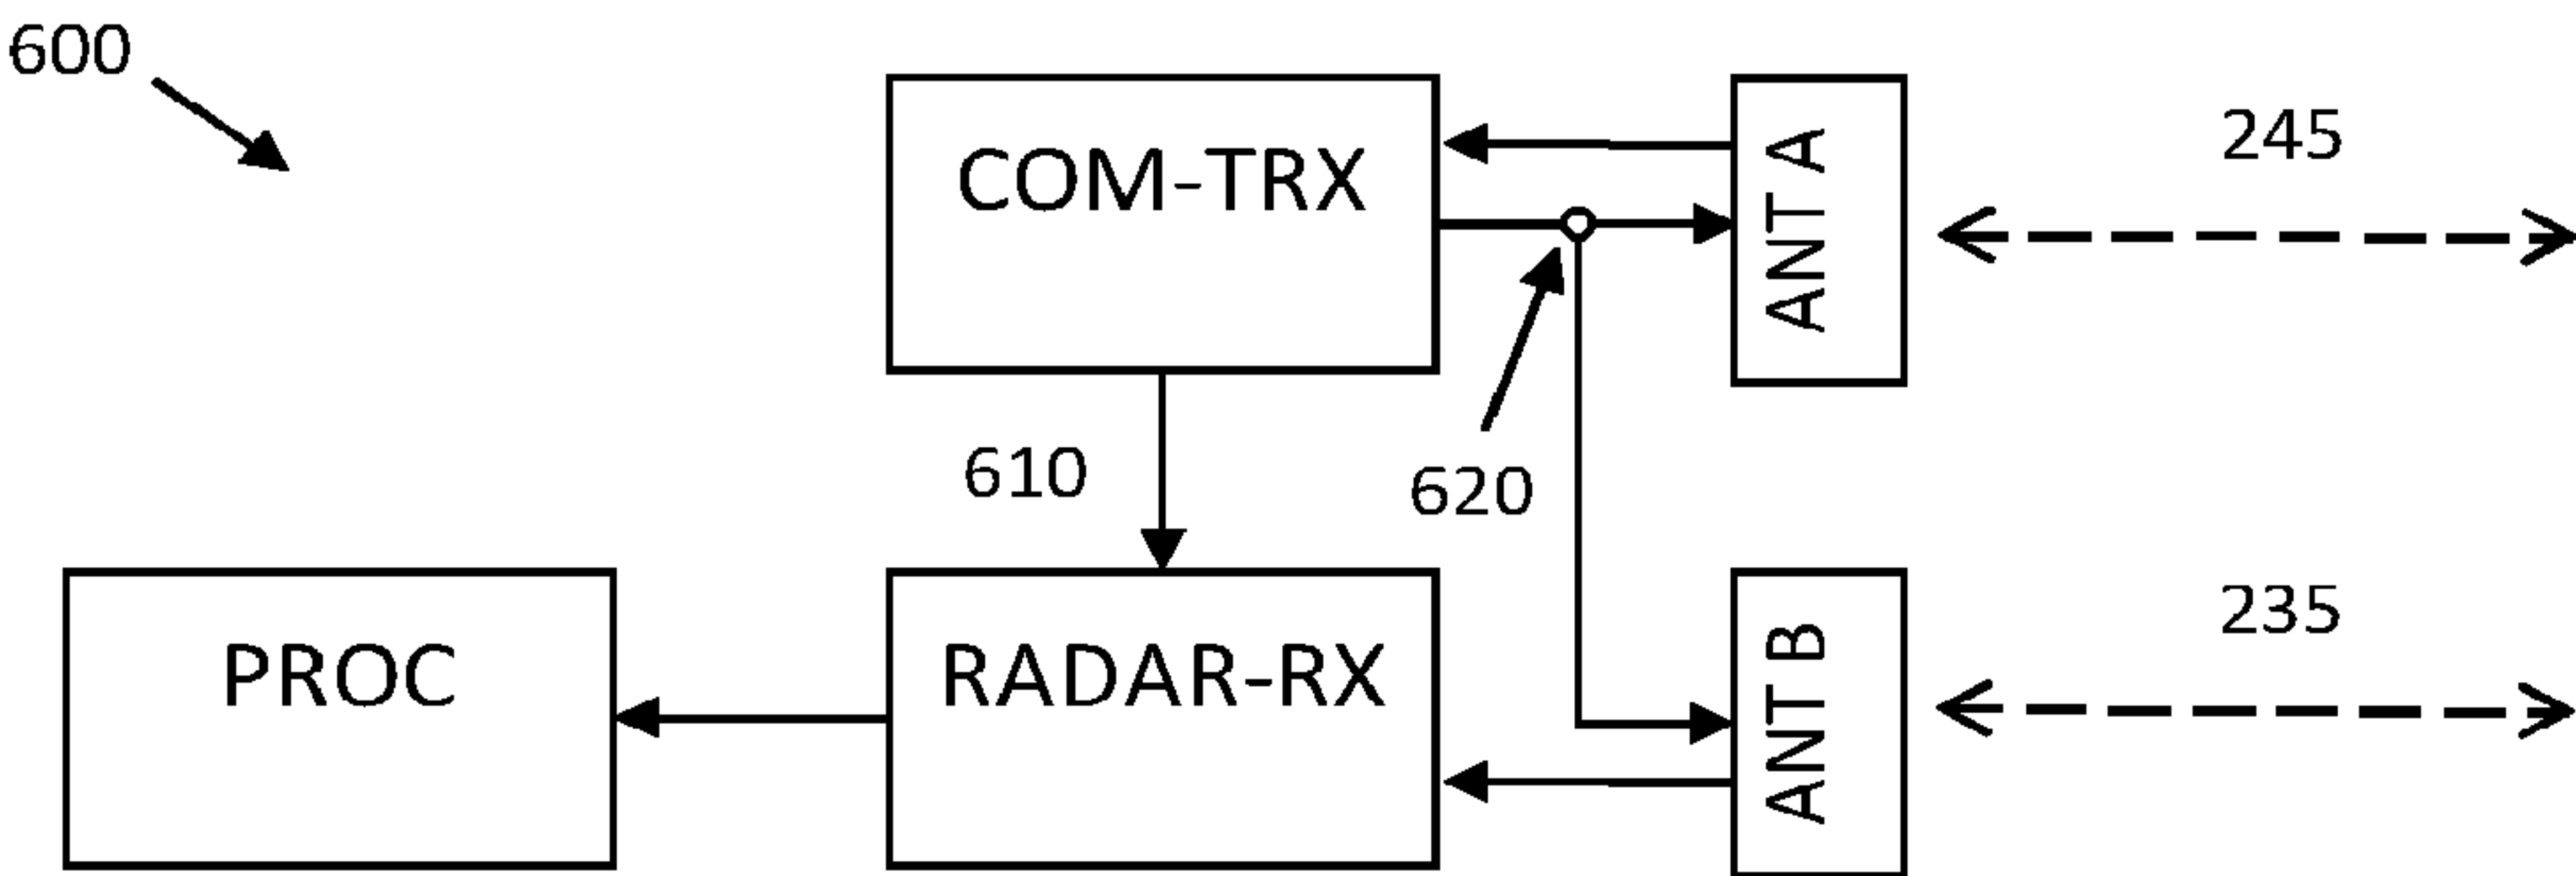 600
COM-TRX
ANT A
245
610
620
PROC
RADAR-RX
ANT B
235